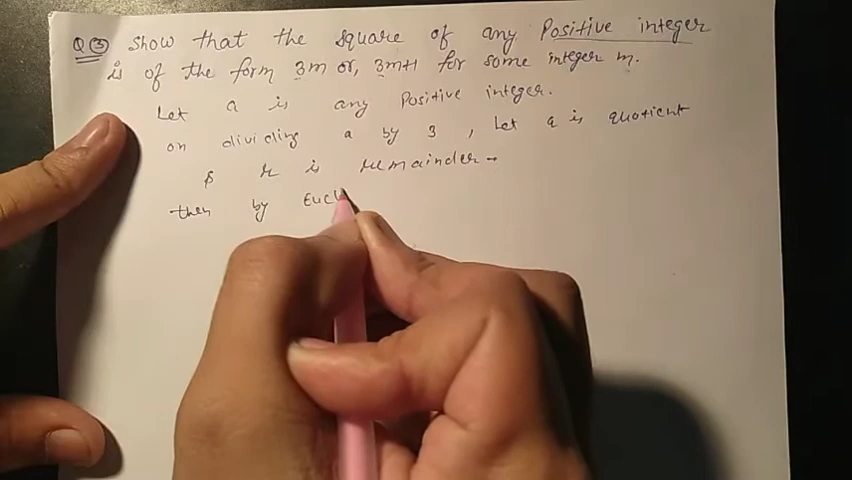 Q③ Show that the square of any Positive integer
is of the form 3m or, 3m+1 for some integer m.
Let a is any Positive integer.
on dividing a by 3, Let q is quotient
& r is remainder.
then by Eucl